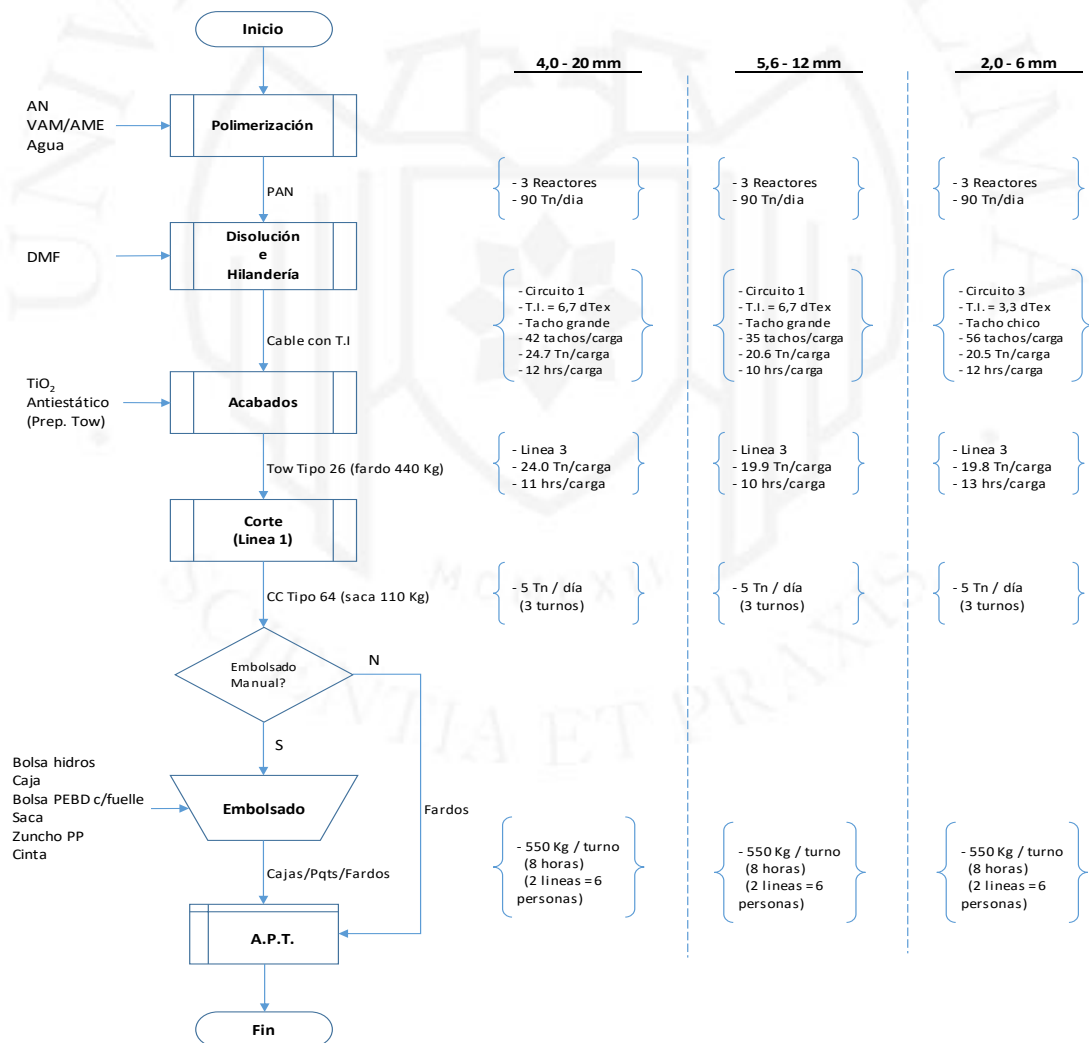 Inicio
4,0 - 20 mm
5,6 - 12 mm
2,0 - 6 mm
AN
VAM/AME
Agua
Polimerización
PAN
- 3 Reactores
- 90 Tn/dia
- 3 Reactores
- 90 Tn/dia
- 3 Reactores
- 90 Tn/dia
DMF
Disolución
e
Hilandería
Cable con T.I
- Circuito 1
- T.I. = 6,7 dTex
- Tacho grande
- 42 tachos/carga
- 24.7 Tn/carga
- 12 hrs/carga
- Circuito 1
- T.I. = 6,7 dTex
- Tacho grande
- 35 tachos/carga
- 20.6 Tn/carga
- 10 hrs/carga
- Circuito 3
- T.I. = 3,3 dTex
- Tacho chico
- 56 tachos/carga
- 20.5 Tn/carga
- 12 hrs/carga
TiO2
Antiestático
(Prep. Tow)
Acabados
Tow Tipo 26 (fardo 440 Kg)
- Linea 3
- 24.0 Tn/carga
- 11 hrs/carga
- Linea 3
- 19.9 Tn/carga
- 10 hrs/carga
- Linea 3
- 19.8 Tn/carga
- 13 hrs/carga
Corte
(Linea 1)
CC Tipo 64 (saca 110 Kg)
- 5 Tn / día
(3 turnos)
- 5 Tn / día
(3 turnos)
- 5 Tn / día
(3 turnos)
Embolsado
Manual?
N
S
Bolsa hidros
Caja
Bolsa PEBD c/fuelle
Saca
Zuncho PP
Cinta
Embolsado
Fardos
Cajas/Pqts/Fardos
- 550 Kg / turno
(8 horas)
(2 lineas = 6
personas)
- 550 Kg / turno
(8 horas)
(2 lineas = 6
personas)
- 550 Kg / turno
(8 horas)
(2 lineas = 6
personas)
A.P.T.
Fin
SCIENTIA ET PRAXIS